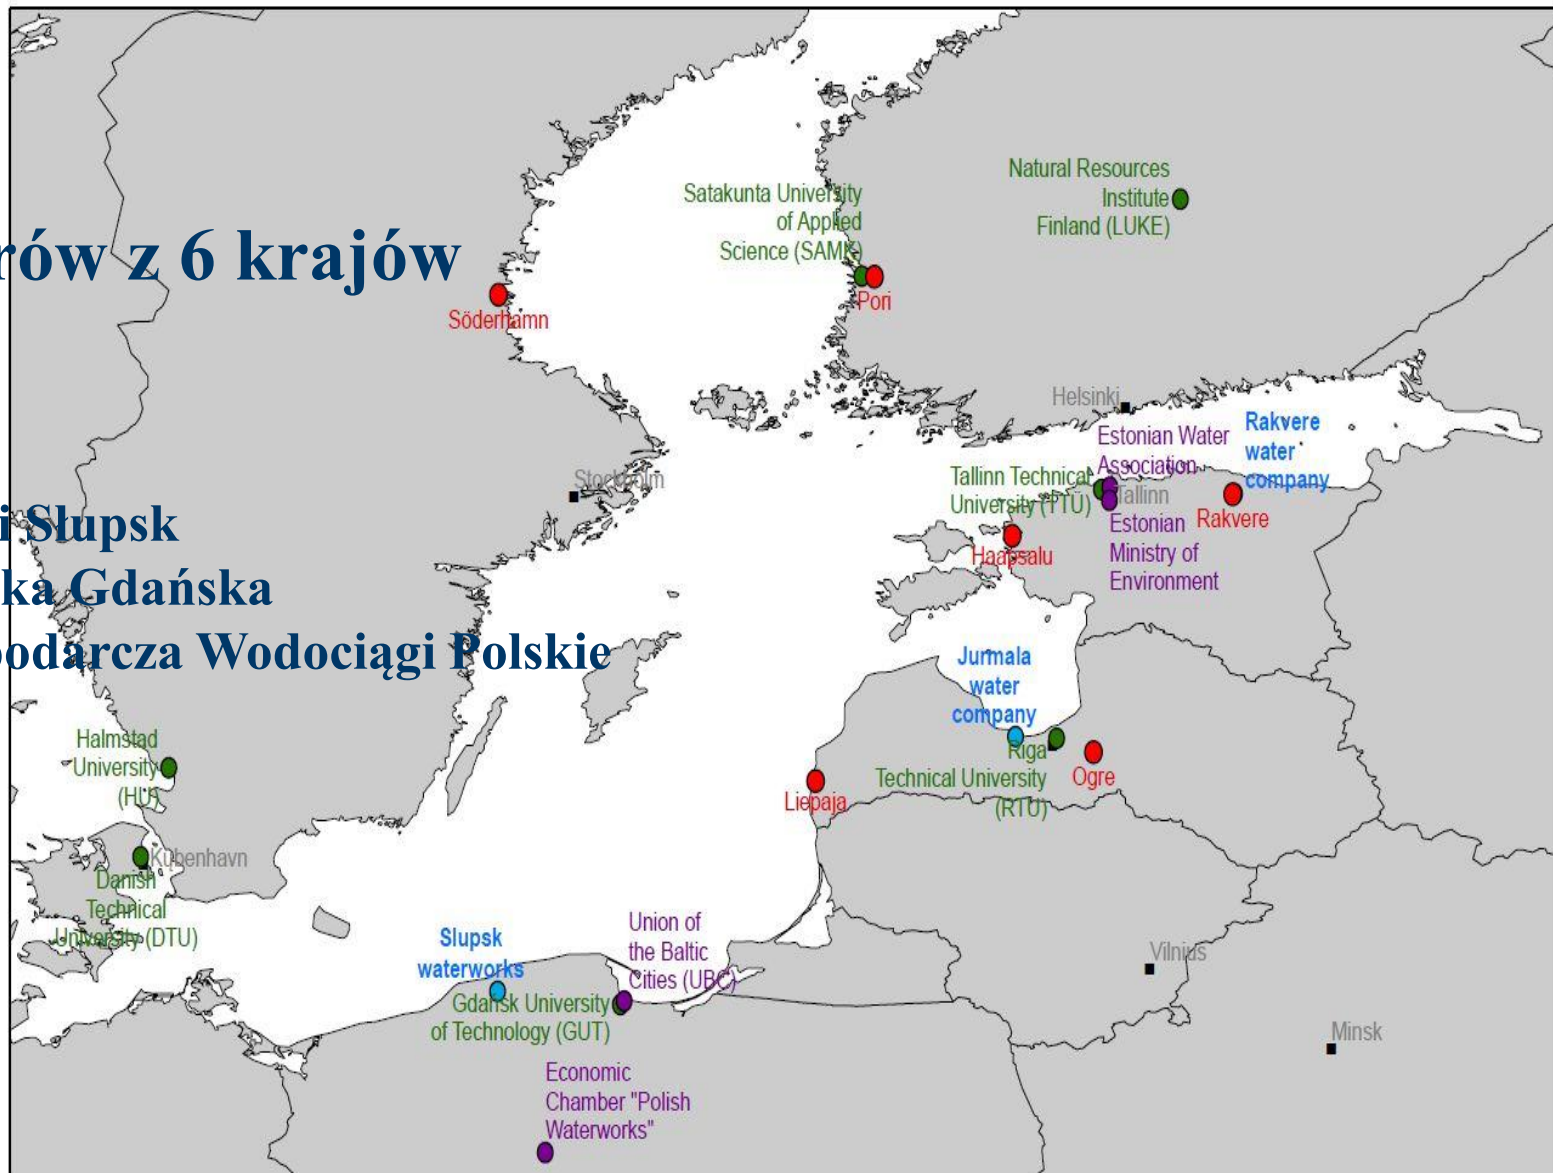 Natural Resources
Institute
Finland (LUKE)
Satakunta University
of Applied
Science (SAMK)
rów z 6 krajów
Pori
Söderhamn
Helsinki
Rakvere
water
company
Estonian Water
Association
Tallinn Technical
University (TTÜ)
Tallinn
Rakvere
Stockholm
i Słupsk
Estonian
Ministry of
Environment
Haapsalu
ka Gdańska
podarcza Wodociągi Polskie
Jurmala
water
company
Halmstad
University
(HU)
Riga
Technical University
(RTU)
Ogre
Liepaja
Kübenhavn
Danish
Technical
University (DTU)
Union of
the Baltic
Cities (UBC)
Slupsk
waterworks
Gdańsk University
of Technology (GUT)
Vilnius
Minsk
Economic
Chamber "Polish
Waterworks"